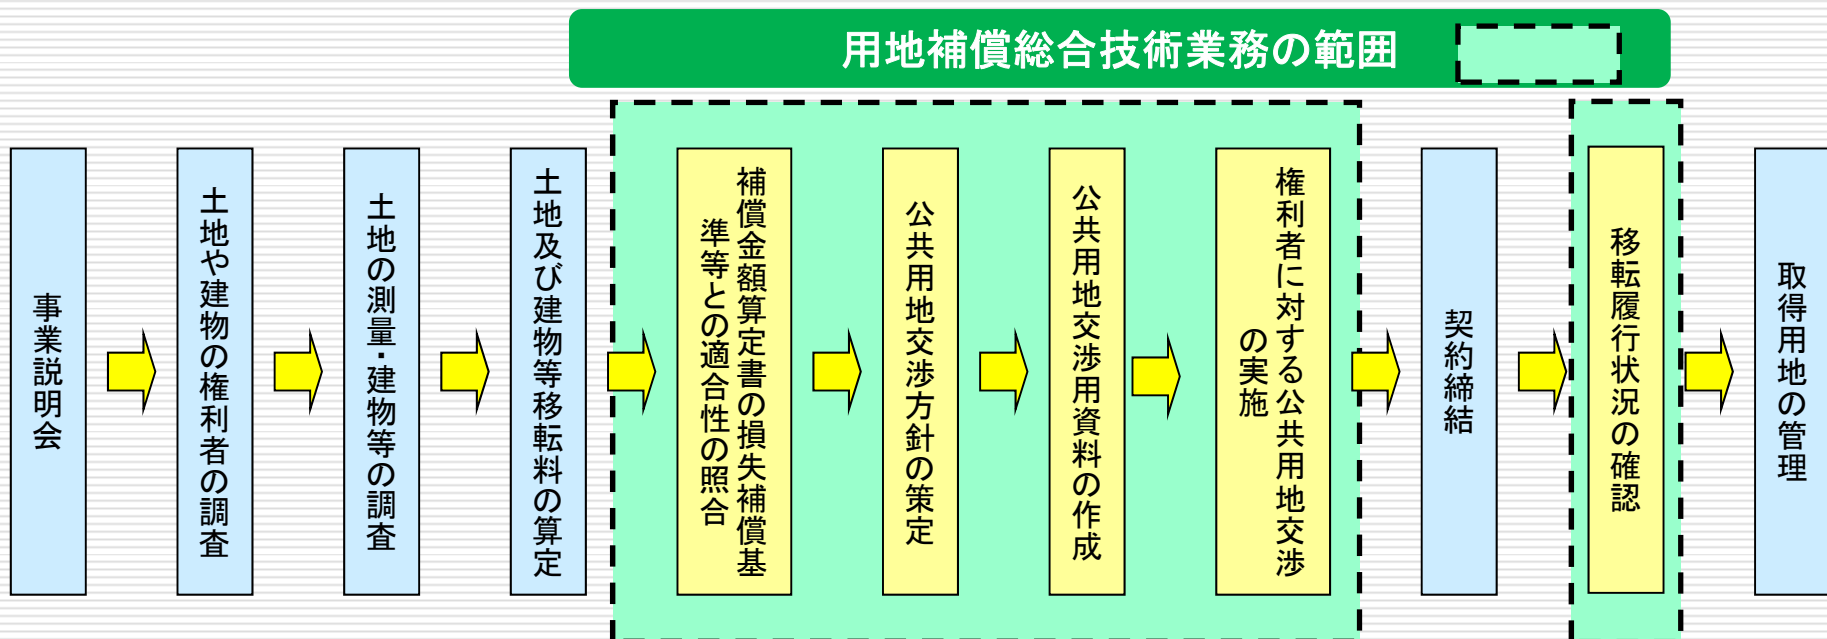 用地補償総合技術業務の範囲
事業説明会
土地や建物の権利者の調査
土地の測量・建物等の調査
土地及び建物等移転料の算定
補償金額算定書の損失補償基
準等との適合性の照合
公共用地交渉方針の策定
公共用地交渉用資料の作成
権利者に対する公共用地交渉
の実施
契約締結
移転履行状況の確認
取得用地の管理